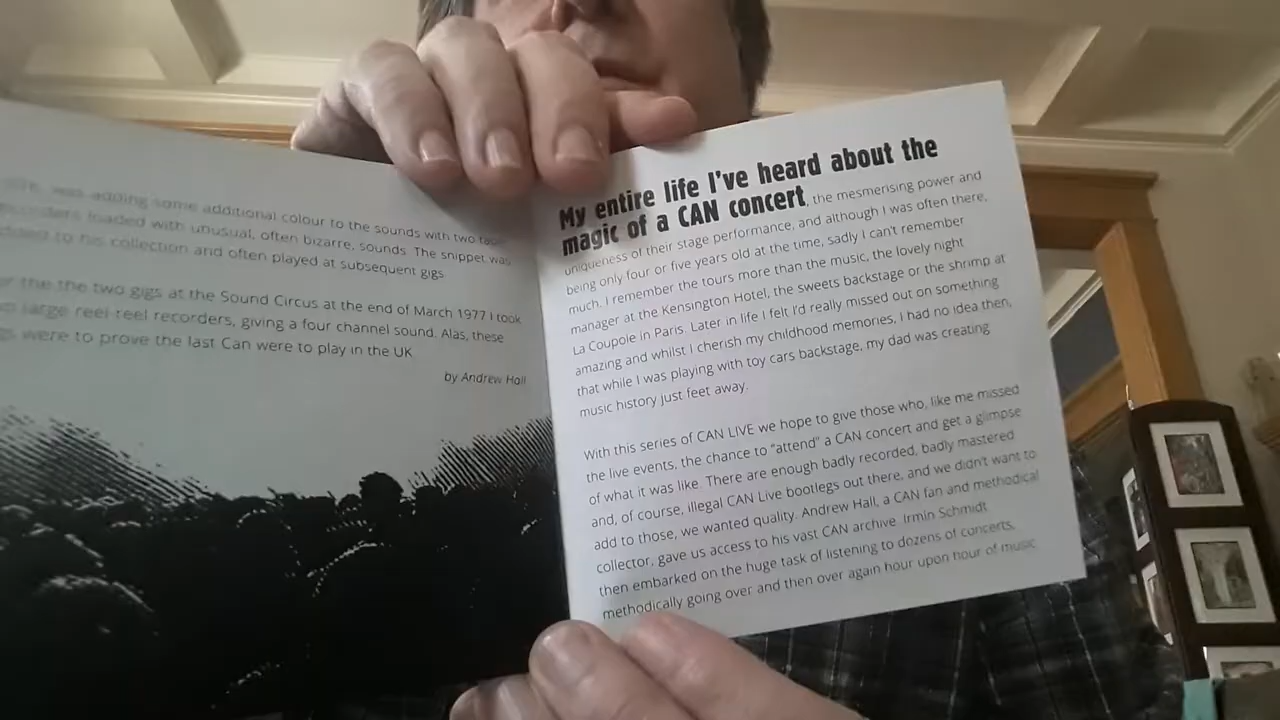 was adding some additional colour to the sounds with two tape
recorders loaded with unusual, often bizarre, sounds. The snippet was
added to his collection and often played at subsequent gigs.
the the two gigs at the Sound Circus at the end of March 1977 I took
large reel-reel recorders, giving a four channel sound. Alas, these
were to prove the last Can were to play in the UK
by Andrew Hall
My entire life I've heard about the
magic of a CAN concert, the mesmerising power and
uniqueness of their stage performance, and although I was often there,
being only four or five years old at the time, sadly I can't remember
much. I remember the tours more than the music, the lovely night
manager at the Kensington Hotel, the sweets backstage or the shrimp at
La Coupole in Paris. Later in life I felt I'd really missed out on something
amazing and whilst I cherish my childhood memories, I had no idea then,
that while I was playing with toy cars backstage, my dad was creating
music history just feet away.
With this series of CAN LIVE we hope to give those who, like me missed
the live events, the chance to "attend" a CAN concert and get a glimpse
of what it was like. There are enough badly recorded, badly mastered
and, of course, illegal CAN Live bootlegs out there, and we didn't want to
add to those, we wanted quality. Andrew Hall, a CAN fan and methodical
collector, gave us access to his vast CAN archive. Irmin Schmidt
then embarked on the huge task of listening to dozens of concerts,
methodically going over and then over again hour upon hour of music